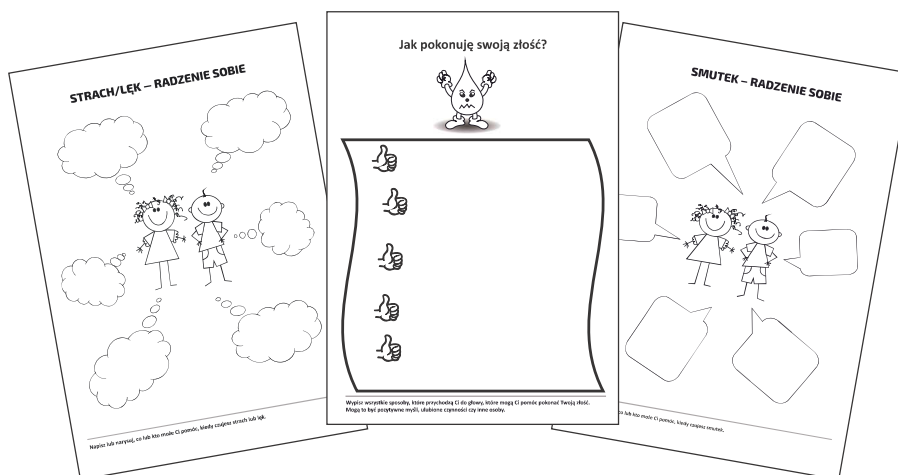 STRACH/LĘK – RADZENIE SOBIE
Napisz lub narysuj, co lub kto może Ci pomóc, kiedy czujesz strach lub lęk.
Jak pokonuję swoją złość?
Wypisz wszystkie sposoby, które przychodzą Ci do głowy, które mogą Ci pomóc pokonać Twoją złość.
Mogą to być pozytywne myśli, ulubione czynności czy inne osoby.
SMUTEK – RADZENIE SOBIE
co lub kto może Ci pomóc, kiedy czujesz smutek.